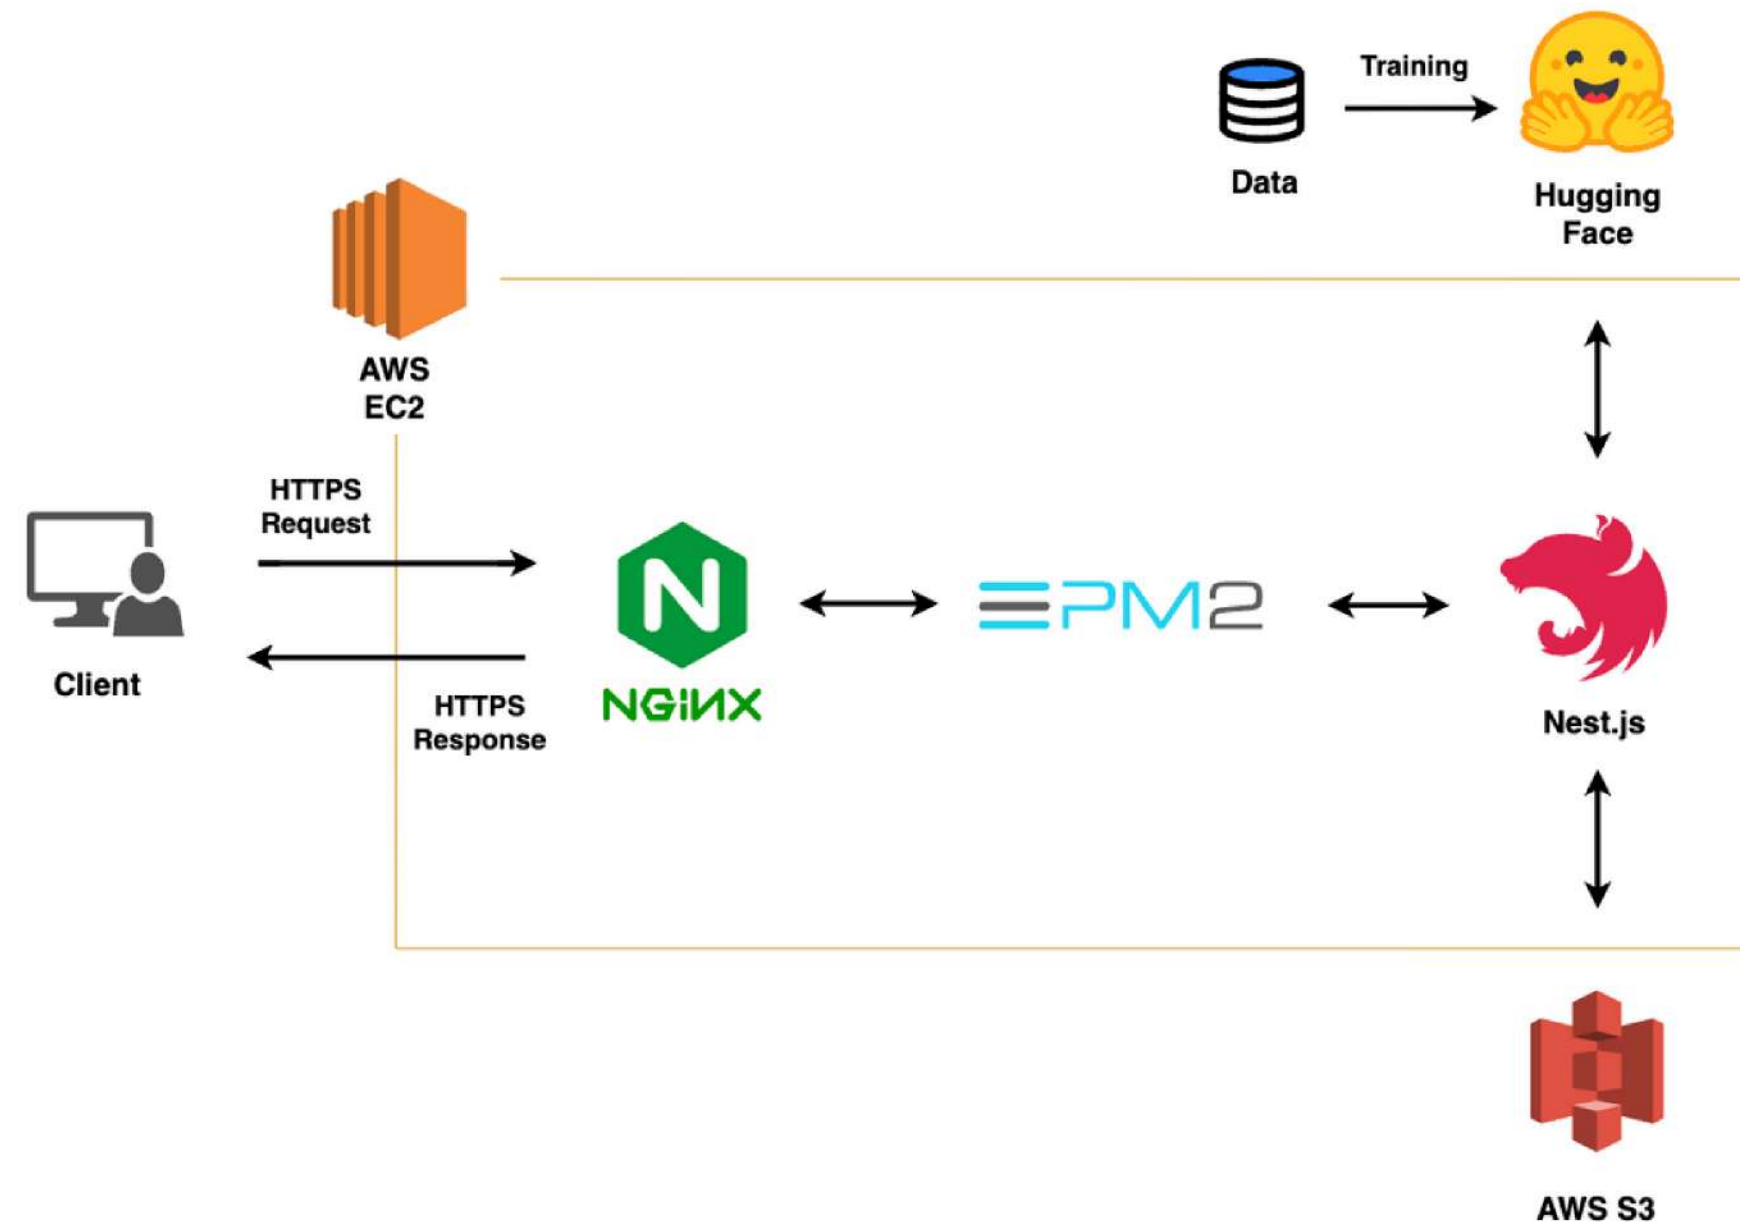 Training
Data
Hugging
Face
AWS
EC2
HTTPS
Request
Client
HTTPS
Response
N
NGINX
PM2
Nest.js
AWS S3